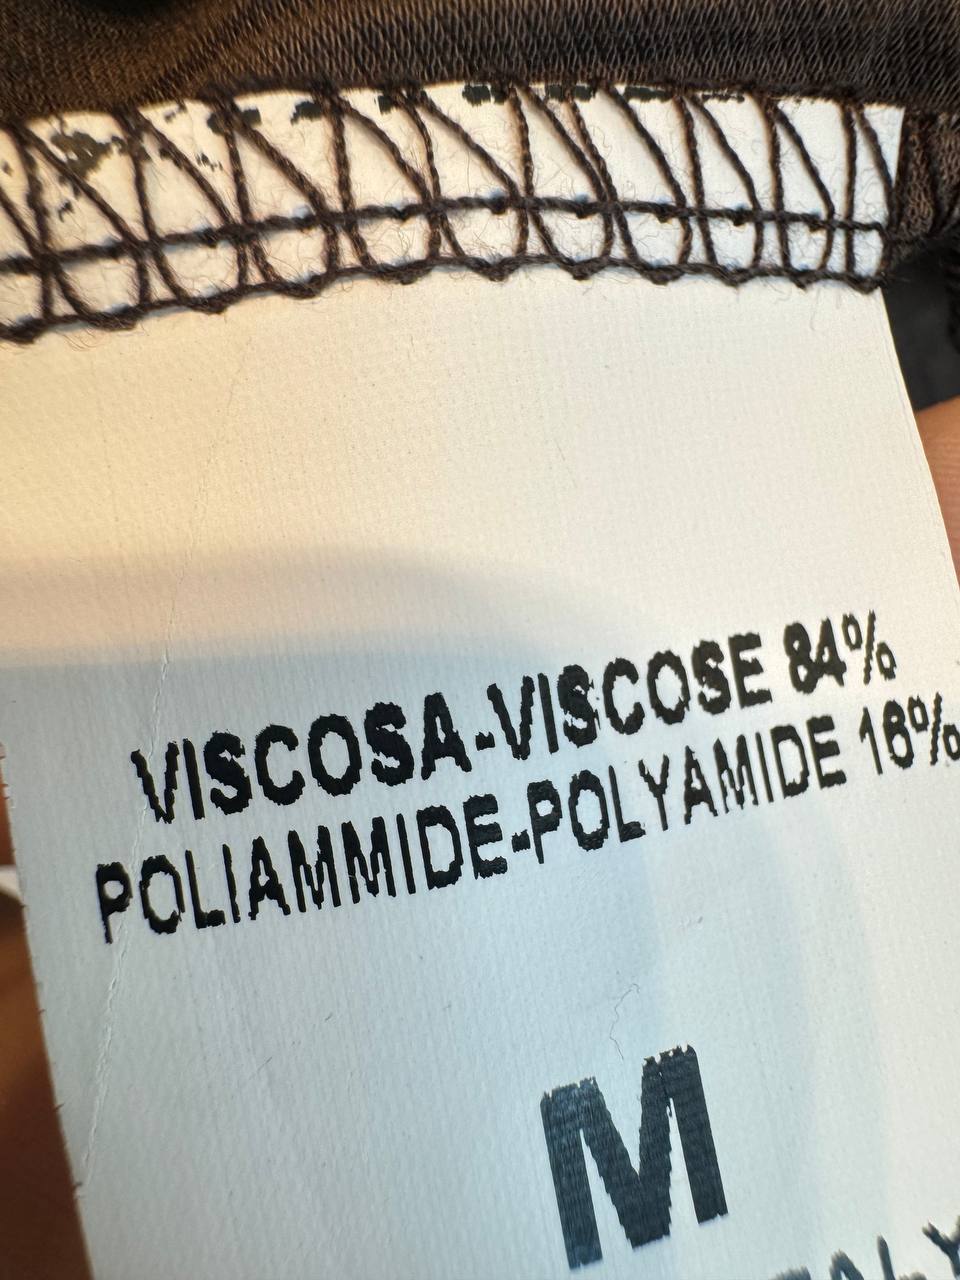 VISCOSA-VISCOSE 84%
POLIAMMIDE-POLYAMIDE 16%
M